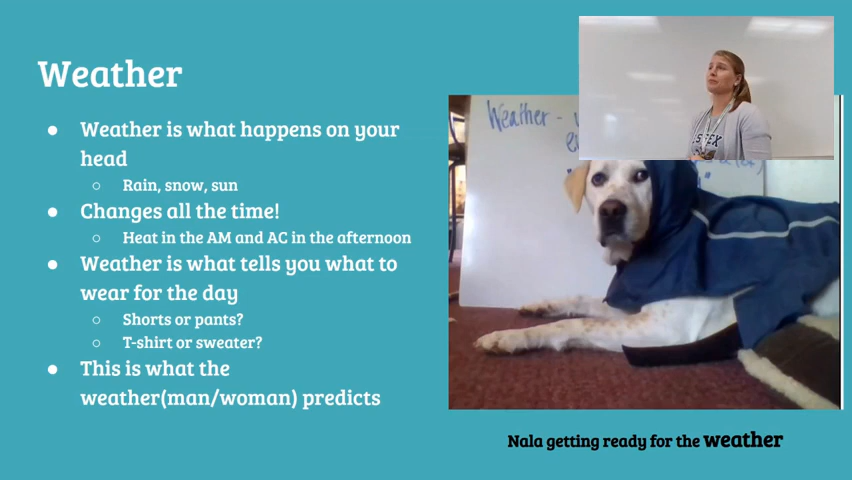 Weather
● Weather is what happens on your
head
○ Rain, snow, sun
● Changes all the time!
○ Heat in the AM and AC in the afternoon
● Weather is what tells you what to
wear for the day
○ Shorts or pants?
○ T-shirt or sweater?
● This is what the
weather(man/woman) predicts
Weather -
Nala getting ready for the weather